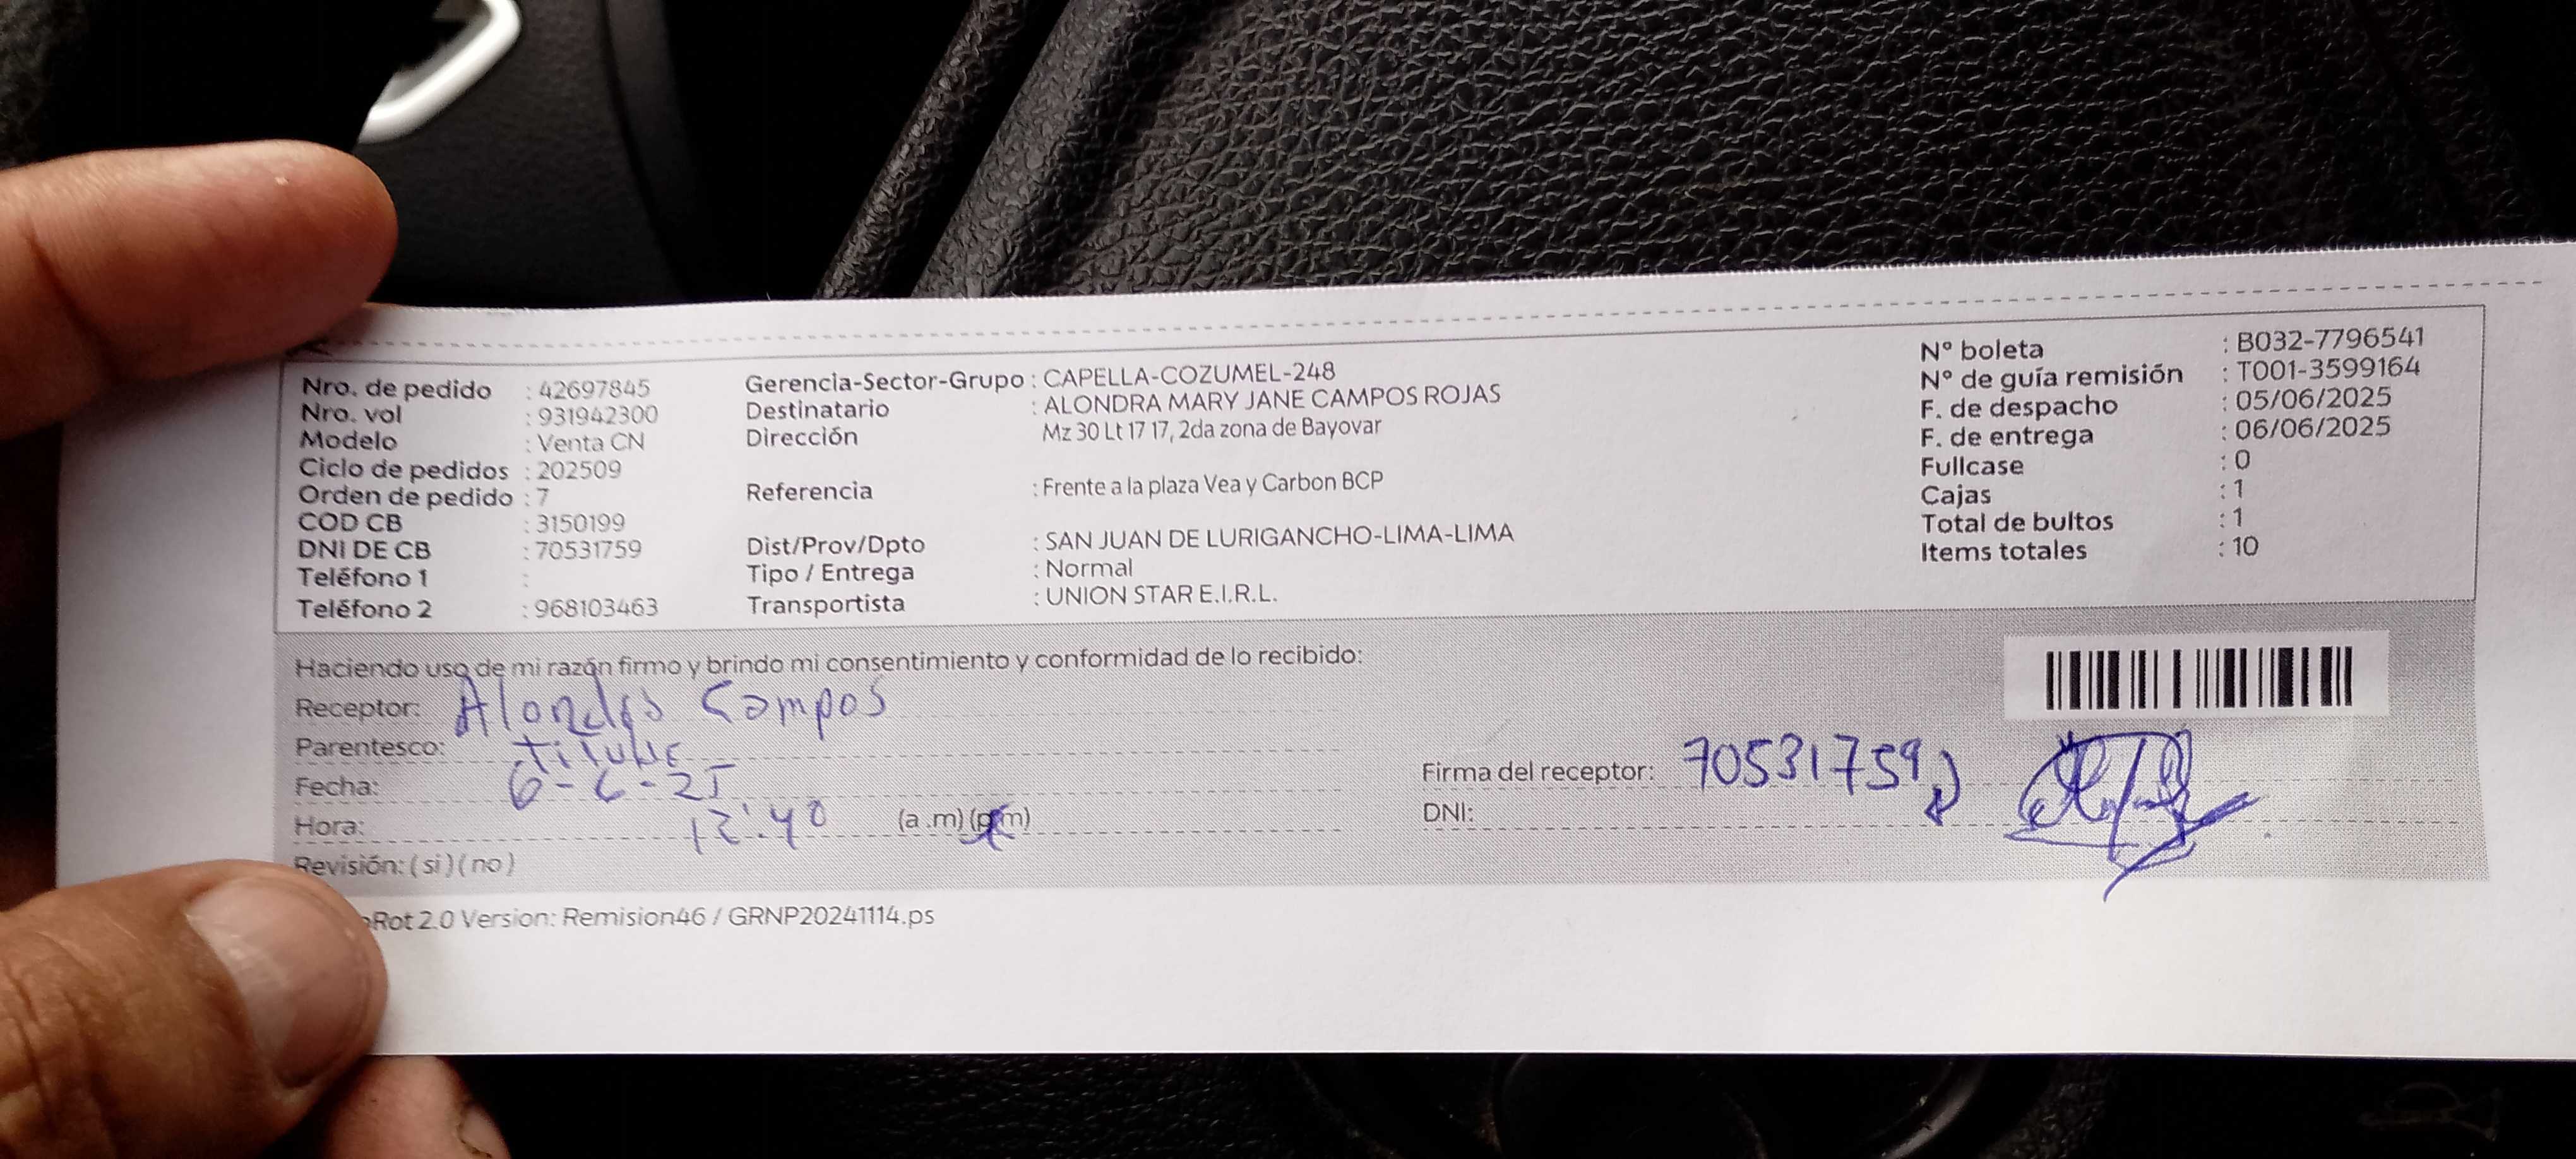 Nro. de pedido : 42697845
Nro. vol : 931942300
Modelo : Venta CN
Ciclo de pedidos : 202509
Orden de pedido : 7
COD CB : 3150199
DNI DE CB : 70531759
Teléfono 1 :
Teléfono 2 : 968103463
Gerencia-Sector-Grupo : CAPELLA-COZUMEL-248
Destinatario : ALONDRA MARY JANE CAMPOS ROJAS
Dirección Mz 30 Lt 17 17, 2da zona de Bayovar
Referencia : Frente a la plaza Vea y Carbon BCP
Dist/Prov/Dpto : SAN JUAN DE LURIGANCHO-LIMA-LIMA
Tipo / Entrega : Normal
Transportista : UNION STAR E.I.R.L.
N° boleta : B032-7796541
N° de guía remisión : T001-3599164
F. de despacho : 05/06/2025
F. de entrega : 06/06/2025
Fullcase : 0
Cajas : 1
Total de bultos : 1
Items totales : 10
Haciendo uso de mi razón firmo y brindo mi consentimiento y conformidad de lo recibido:
Receptor: Campos
Parentesco:
Fecha: 6-6-25
Hora: 12:40 (a .m) (p.m)
Revisión: ( si ) ( no )
Firma del receptor: 70531759
DNI:
Rot 2.0 Version: Remision46 / GRNP20241114.ps